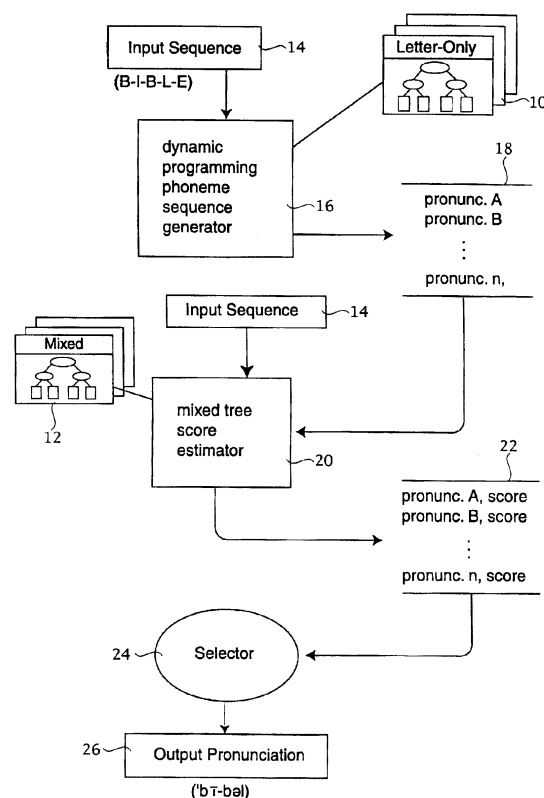 Input Sequence
14
(B-I-B-L-E)
Letter-Only
10
dynamic
programming
phoneme
sequence
generator
16
18
pronunc. A
pronunc. B
⋮
pronunc. n,
Input Sequence
14
Mixed
12
mixed tree
score
estimator
20
22
pronunc. A, score
pronunc. B, score
⋮
pronunc. n, score
24
Selector
26
Output Pronunciation
('bī-bəl)